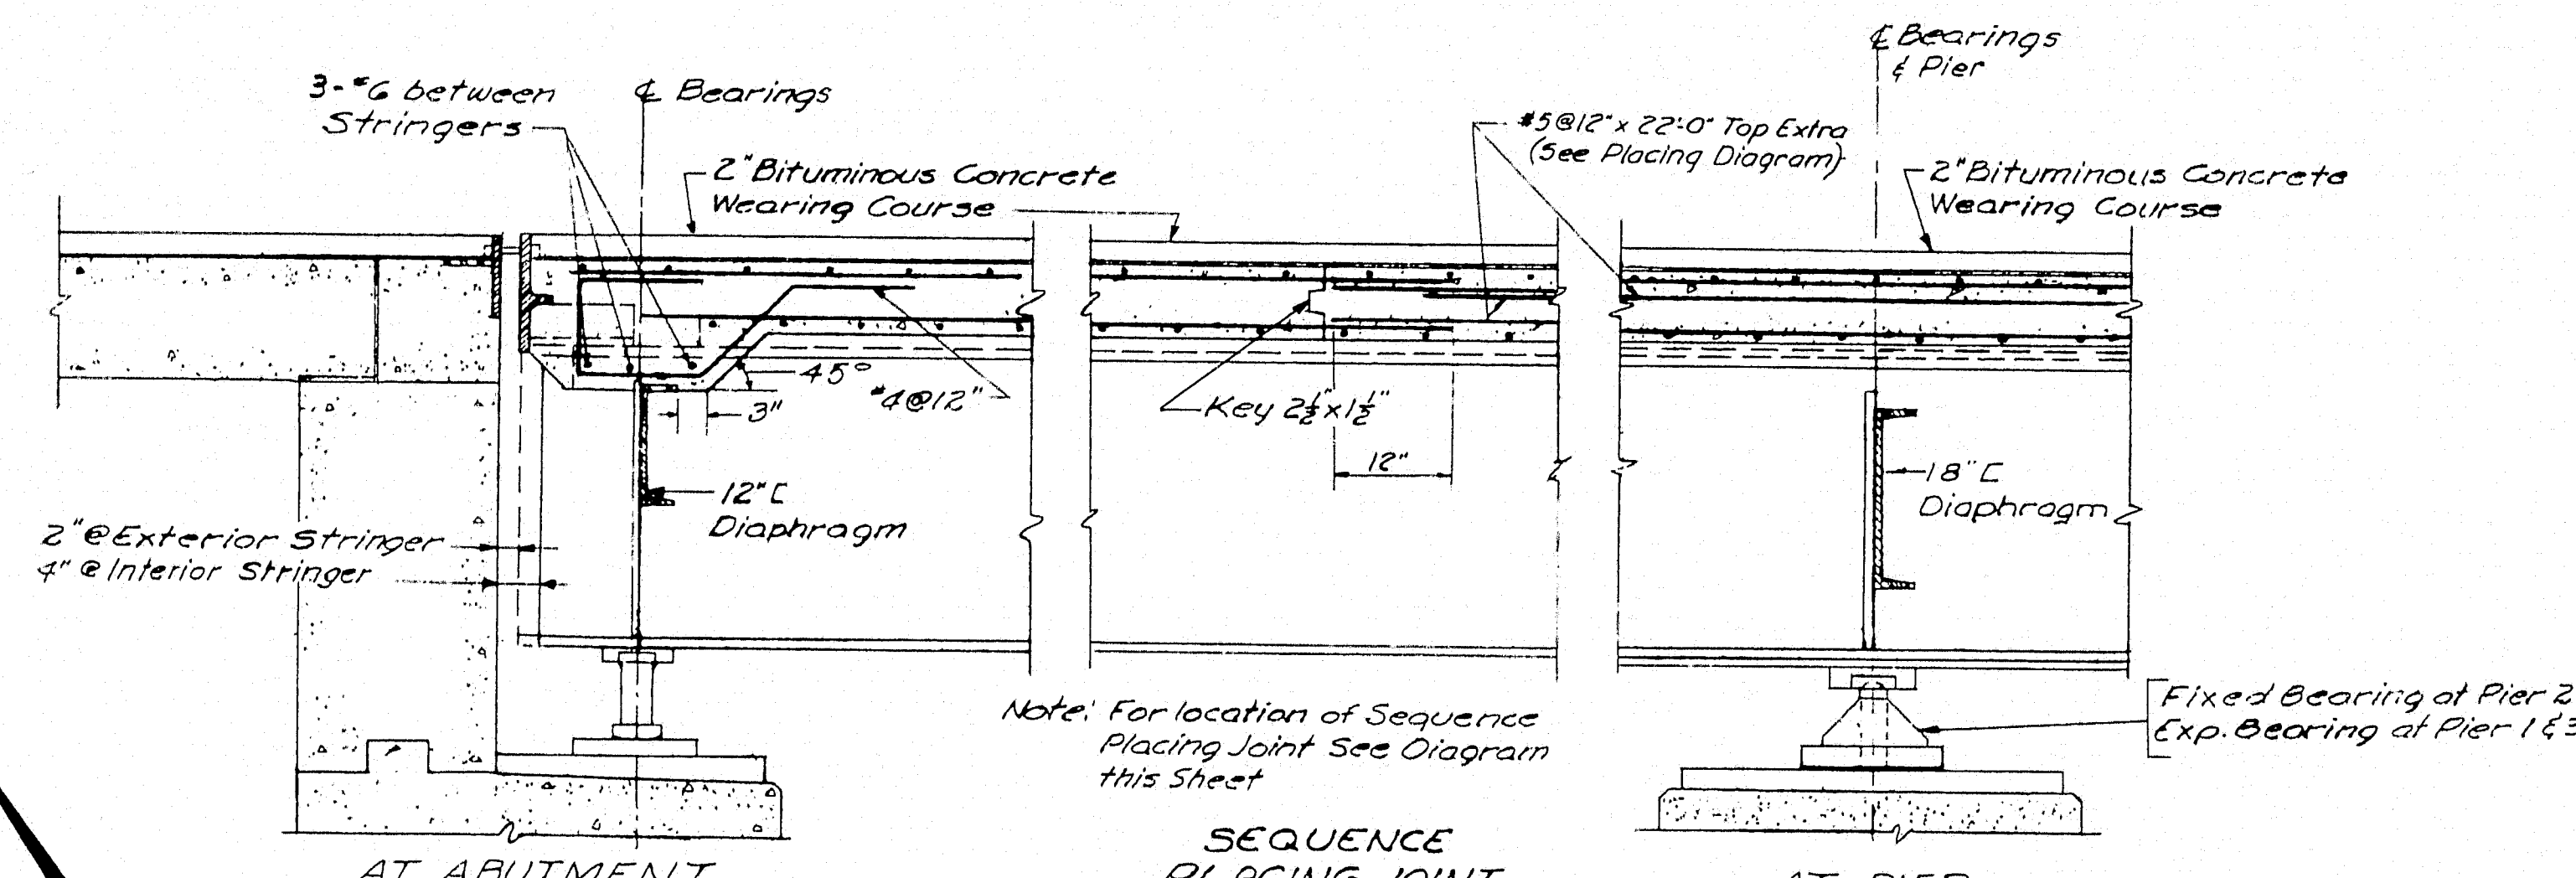 3-#6 between
Stringers
℄ Bearings
2" Bituminous Concrete
Wearing Course
#5@12" x 22'-0" Top Extra
(See Placing Diagram)
℄ Bearings
& Pier
2" Bituminous Concrete
Wearing Course
45°
3"
#4@12"
Key 2½"x1½"
12"
12" C
Diaphragm
18" C
Diaphragm
2" @ Exterior Stringer
4" @ Interior Stringer
Note: For location of Sequence
Placing Joint See Diagram
this Sheet
Fixed Bearing at Pier 2
Exp. Bearing at Pier 1 & 3
AT ABUTMENT
SEQUENCE
PLACING JOINT
AT PIER